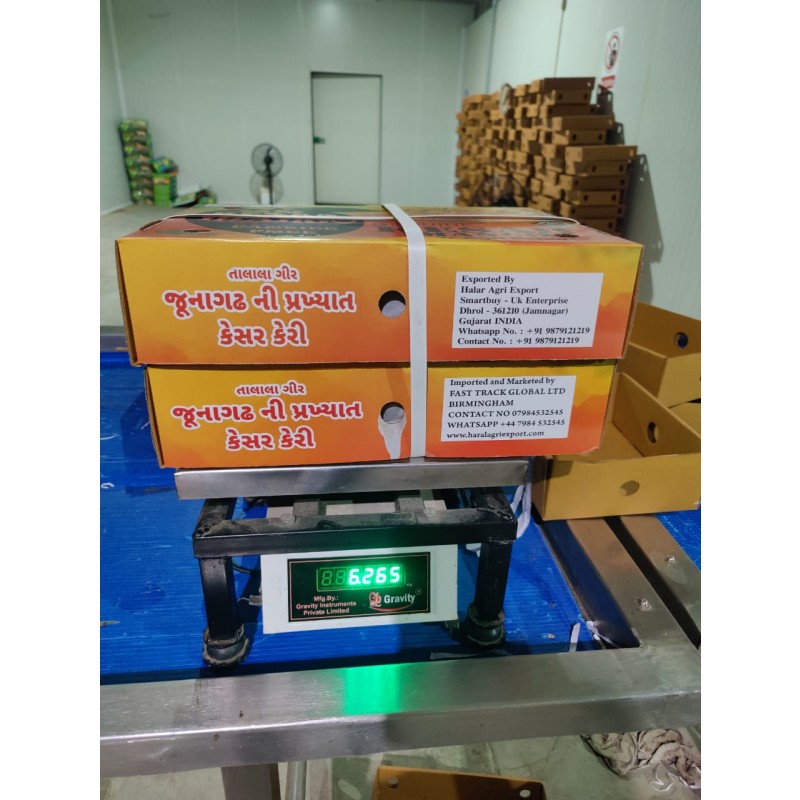 તાલાલા ગીર
જૂનાગઢ ની પ્રખ્યાત
કેસર કેરી
Exported By
Halar Agri Export
Smartbuy - Uk Enterprise
Dhrol - 361210 (Jamnagar)
Gujarat INDIA
Whatsapp No. : +91 9879121219
Contact No. : +91 9879121219
તાલાલા ગીર
જૂનાગઢ ની પ્રખ્યાત
કેસર કેરી
Imported and Marketed by
FAST TRACK GLOBAL LTD
BIRMINGHAM
CONTACT NO 07984532545
WHATSAPP +44 7984 532545
www.haralagriexport.com
6.265
Mfg.By.:
Gravity Instruments
Private Limited
Gravity